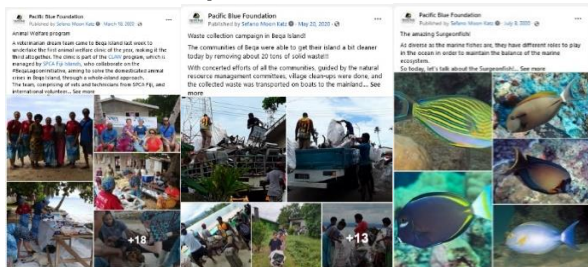 Pacific Blue Foundation
Published by Sefano Moon Katz · March 10, 2020
Animal Welfare program
A veterinarian dream team came to Beqa Island last week to
undertake the first animal welfare clinic of the year, making it the
third altogether. The clinic is part of the CLAW program, which is
managed by SPCA Fiji Islands, who collaborate on the
aiming to solve the domesticated animal
crises in Beqa Island, through a whole-island approach.
The team, comprising of vets and technicians from SPCA Fiji, and
international volunteer... See more
+18
Pacific Blue Foundation
Published by Sefano Moon Katz · May 20, 2020
Waste collection campaign in Beqa Island!
The communities of Beqa were able to get their island a bit cleaner
today by removing about 20 tons of solid waste!!!
With concerted efforts of all the communities, guided by the natural
resource management committees, village clean-ups were done, and
the collected waste was transported on boats to the mainland... See
more
+13
Pacific Blue Foundation
Published by Sefano Moon Katz · July 3, 2020
The amazing Surgeonfish!
As diverse as the marine fishes are, they have different roles to play
in the ocean in order to maintain the balance of the marine
ecosystem.
So today, let's talk about the Surgeonfish!... See more